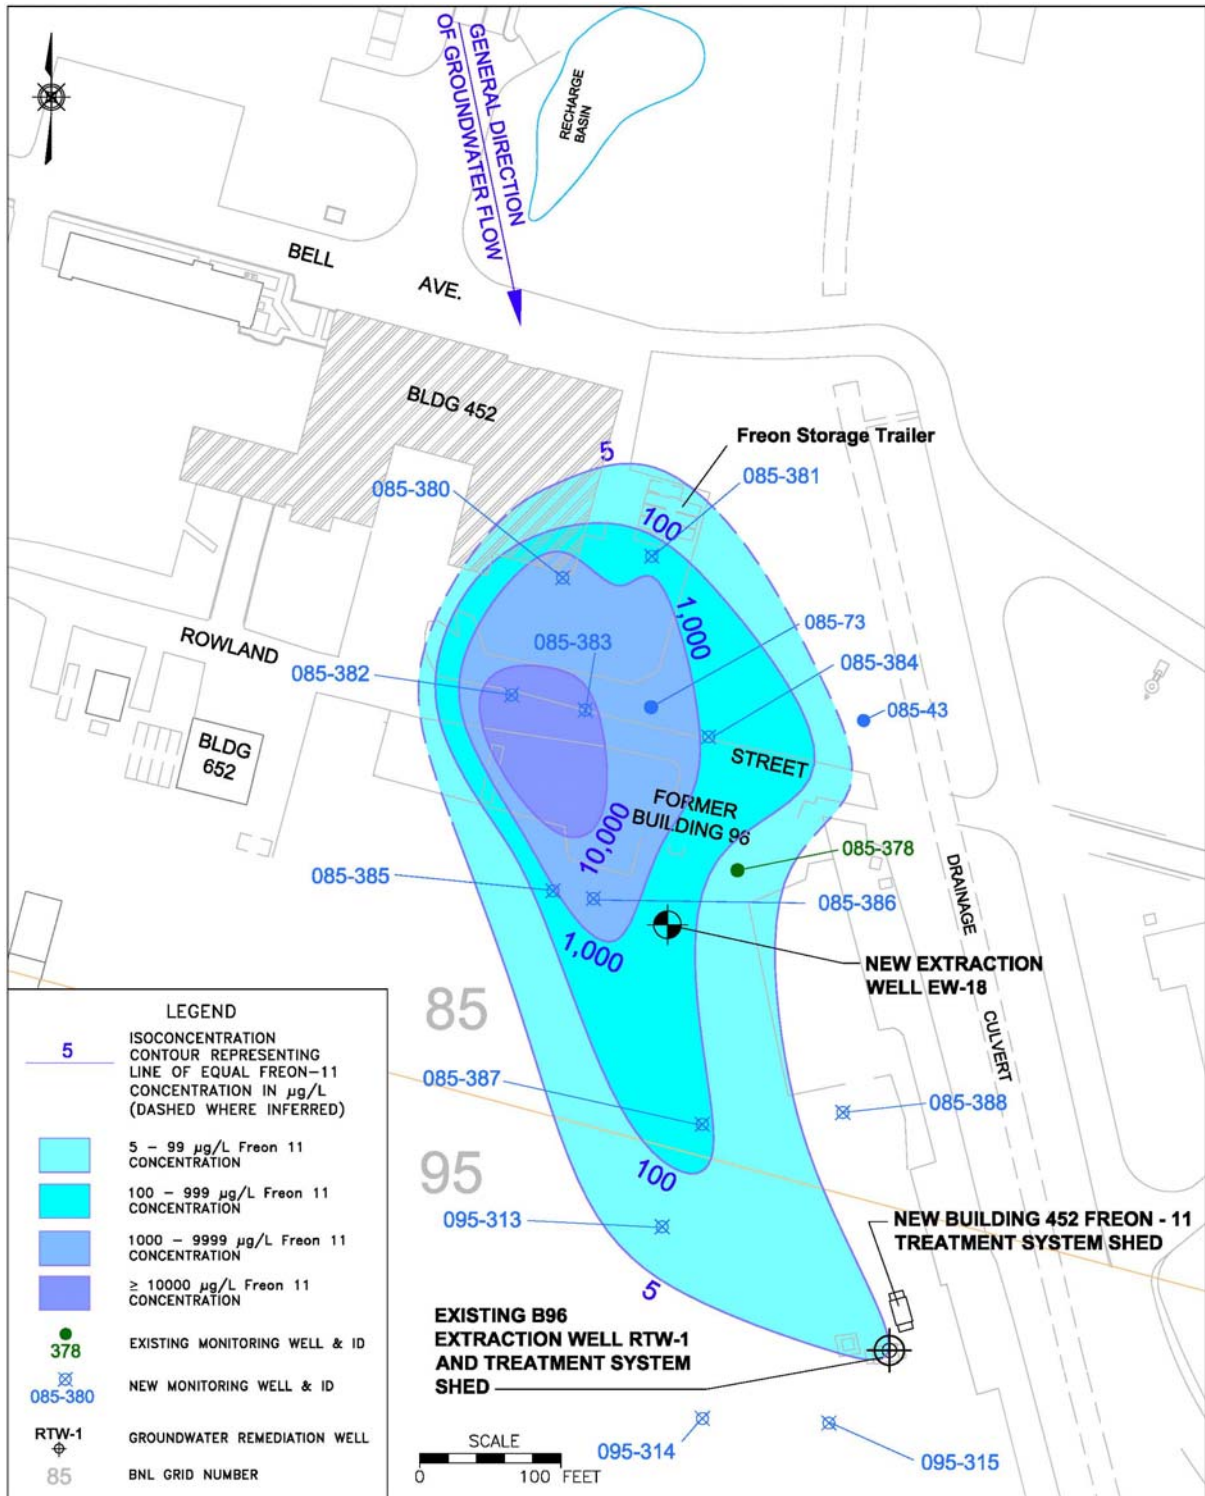 GENERAL DIRECTION
OF GROUNDWATER FLOW
RECHARGE
BASIN
BELL
AVE.
BLDG 452
Freon Storage Trailer
5
085-380
085-381
100
1,000
ROWLAND
085-383
085-73
085-382
085-384
085-43
BLDG
652
STREET
FORMER
BUILDING 96
10,000
085-378
085-385
085-386
DRAINAGE
1,000
NEW EXTRACTION
WELL EW-18
85
CULVERT
085-387
085-388
95
100
095-313
NEW BUILDING 452 FREON - 11
TREATMENT SYSTEM SHED
5
EXISTING B96
EXTRACTION WELL RTW-1
AND TREATMENT SYSTEM
SHED
095-314
095-315
SCALE
0 100 FEET
LEGEND
5
ISOCONCENTRATION
CONTOUR REPRESENTING
LINE OF EQUAL FREON-11
CONCENTRATION IN µg/L
(DASHED WHERE INFERRED)
5 - 99 µg/L Freon 11
CONCENTRATION
100 - 999 µg/L Freon 11
CONCENTRATION
1000 - 9999 µg/L Freon 11
CONCENTRATION
≥ 10000 µg/L Freon 11
CONCENTRATION
378
EXISTING MONITORING WELL & ID
085-380
NEW MONITORING WELL & ID
RTW-1
GROUNDWATER REMEDIATION WELL
85
BNL GRID NUMBER